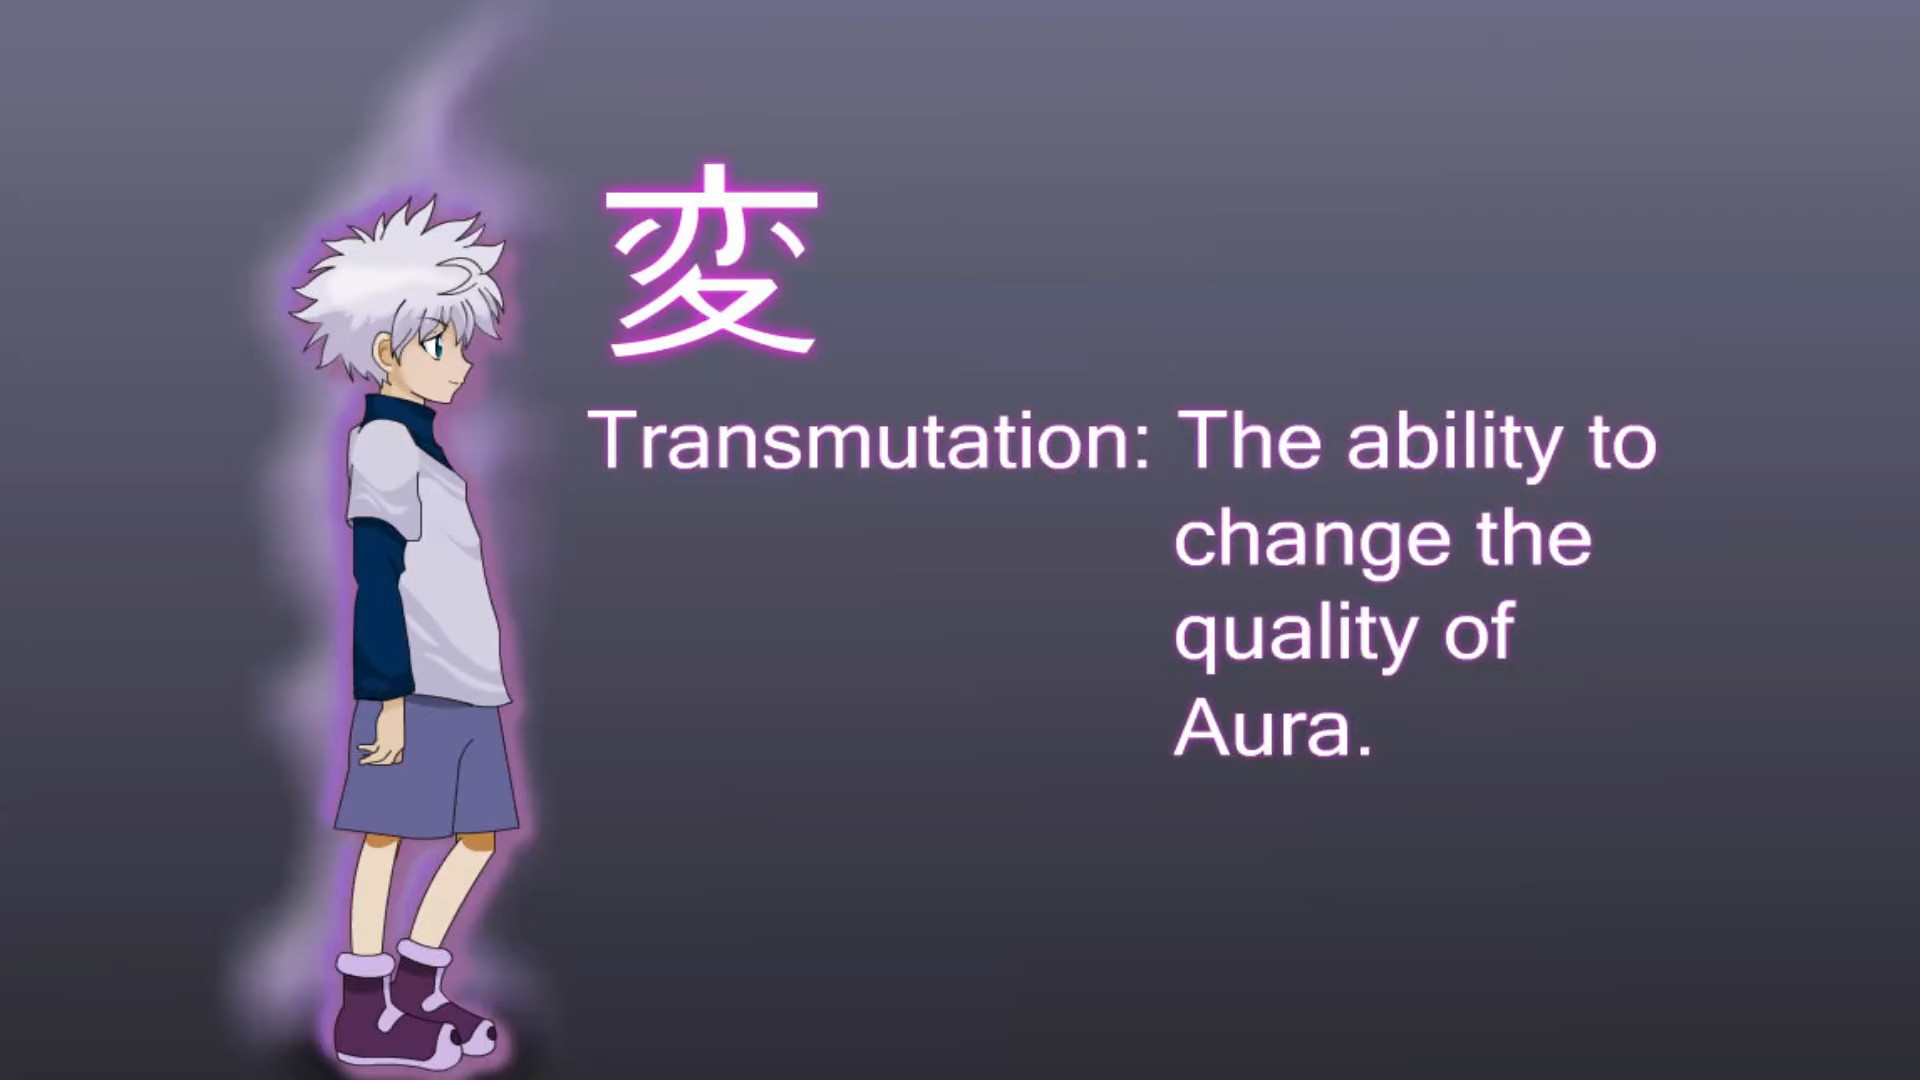 変
Transmutation: The ability to
change the
quality of
Aura.